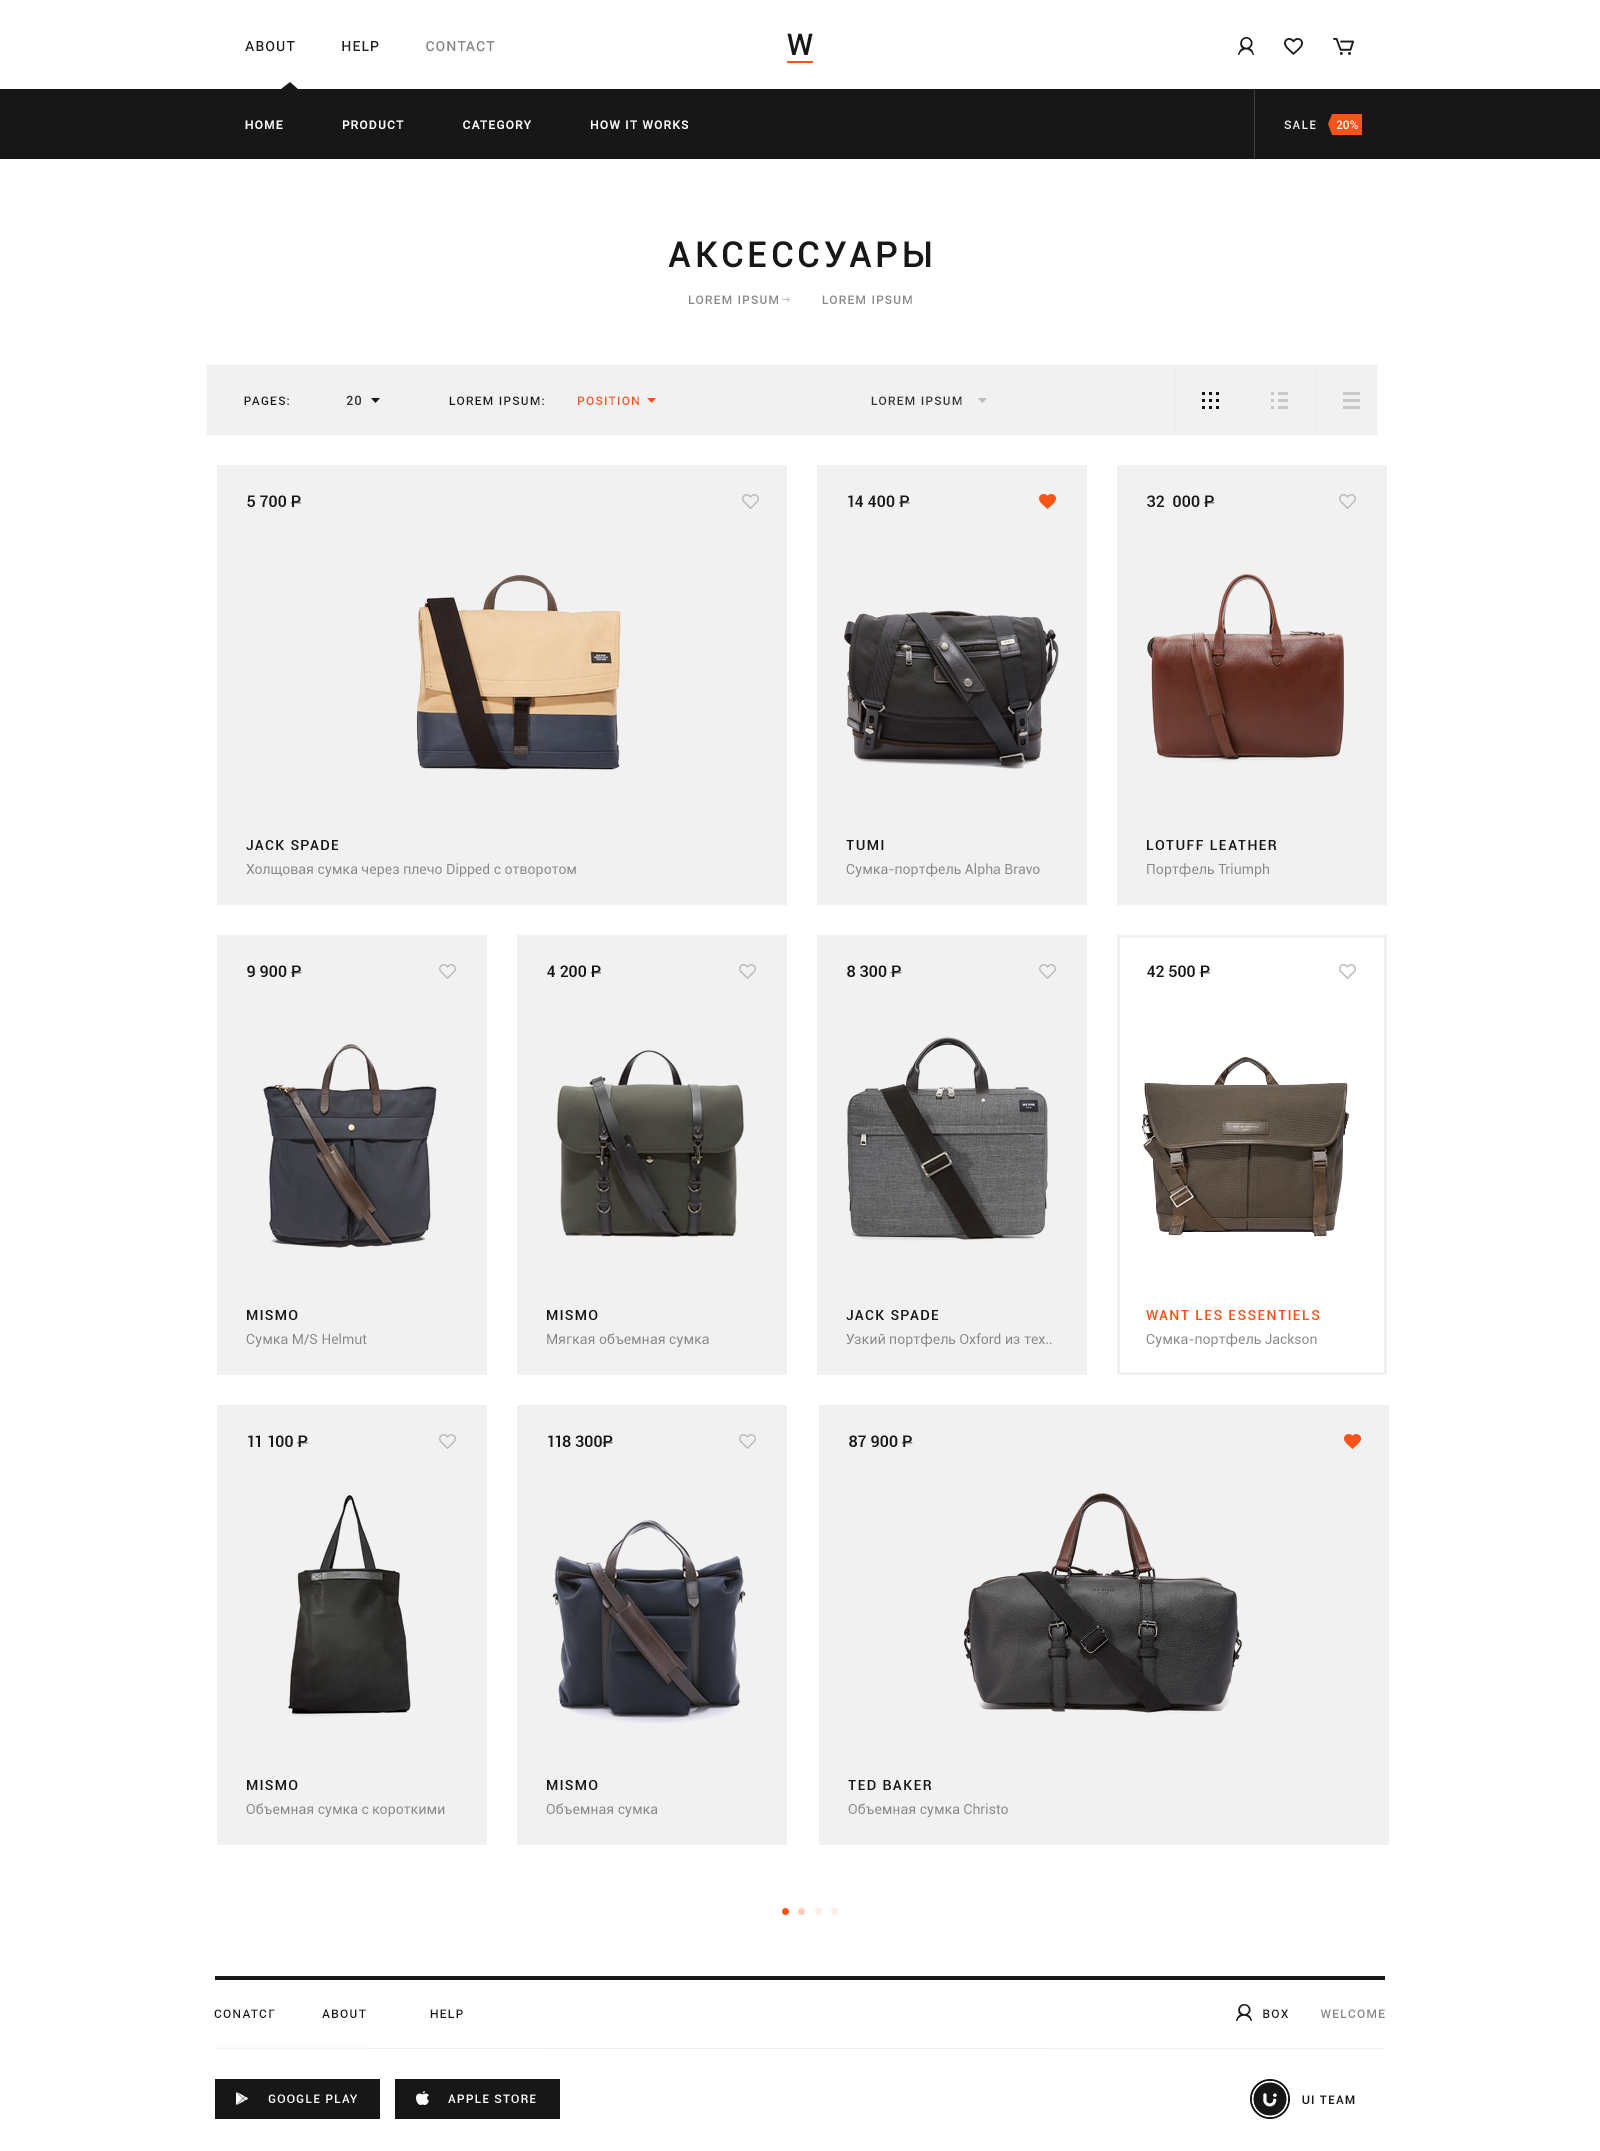 ABOUT HELP CONTACT W
HOME PRODUCT CATEGORY HOW IT WORKS SALE 20%
АКСЕССУАРЫ
LOREM IPSUM→ LOREM IPSUM
PAGES: 20 LOREM IPSUM: POSITION LOREM IPSUM
5 700 ₽
14 400 ₽
32 000 ₽
JACK SPADE
Холщовая сумка через плечо Dipped с отворотом
TUMI
Сумка-портфель Alpha Bravo
LOTUFF LEATHER
Портфель Triumph
9 900 ₽
4 200 ₽
8 300 ₽
42 500 ₽
MISMO
Сумка M/S Helmut
MISMO
Мягкая объемная сумка
JACK SPADE
Узкий портфель Oxford из тех..
WANT LES ESSENTIELS
Сумка-портфель Jackson
11 100 ₽
118 300₽
87 900 ₽
MISMO
Объемная сумка с короткими
MISMO
Объемная сумка
TED BAKER
Объемная сумка Christo
CONATCГ ABOUT HELP BOX WELCOME
GOOGLE PLAY APPLE STORE UI TEAM